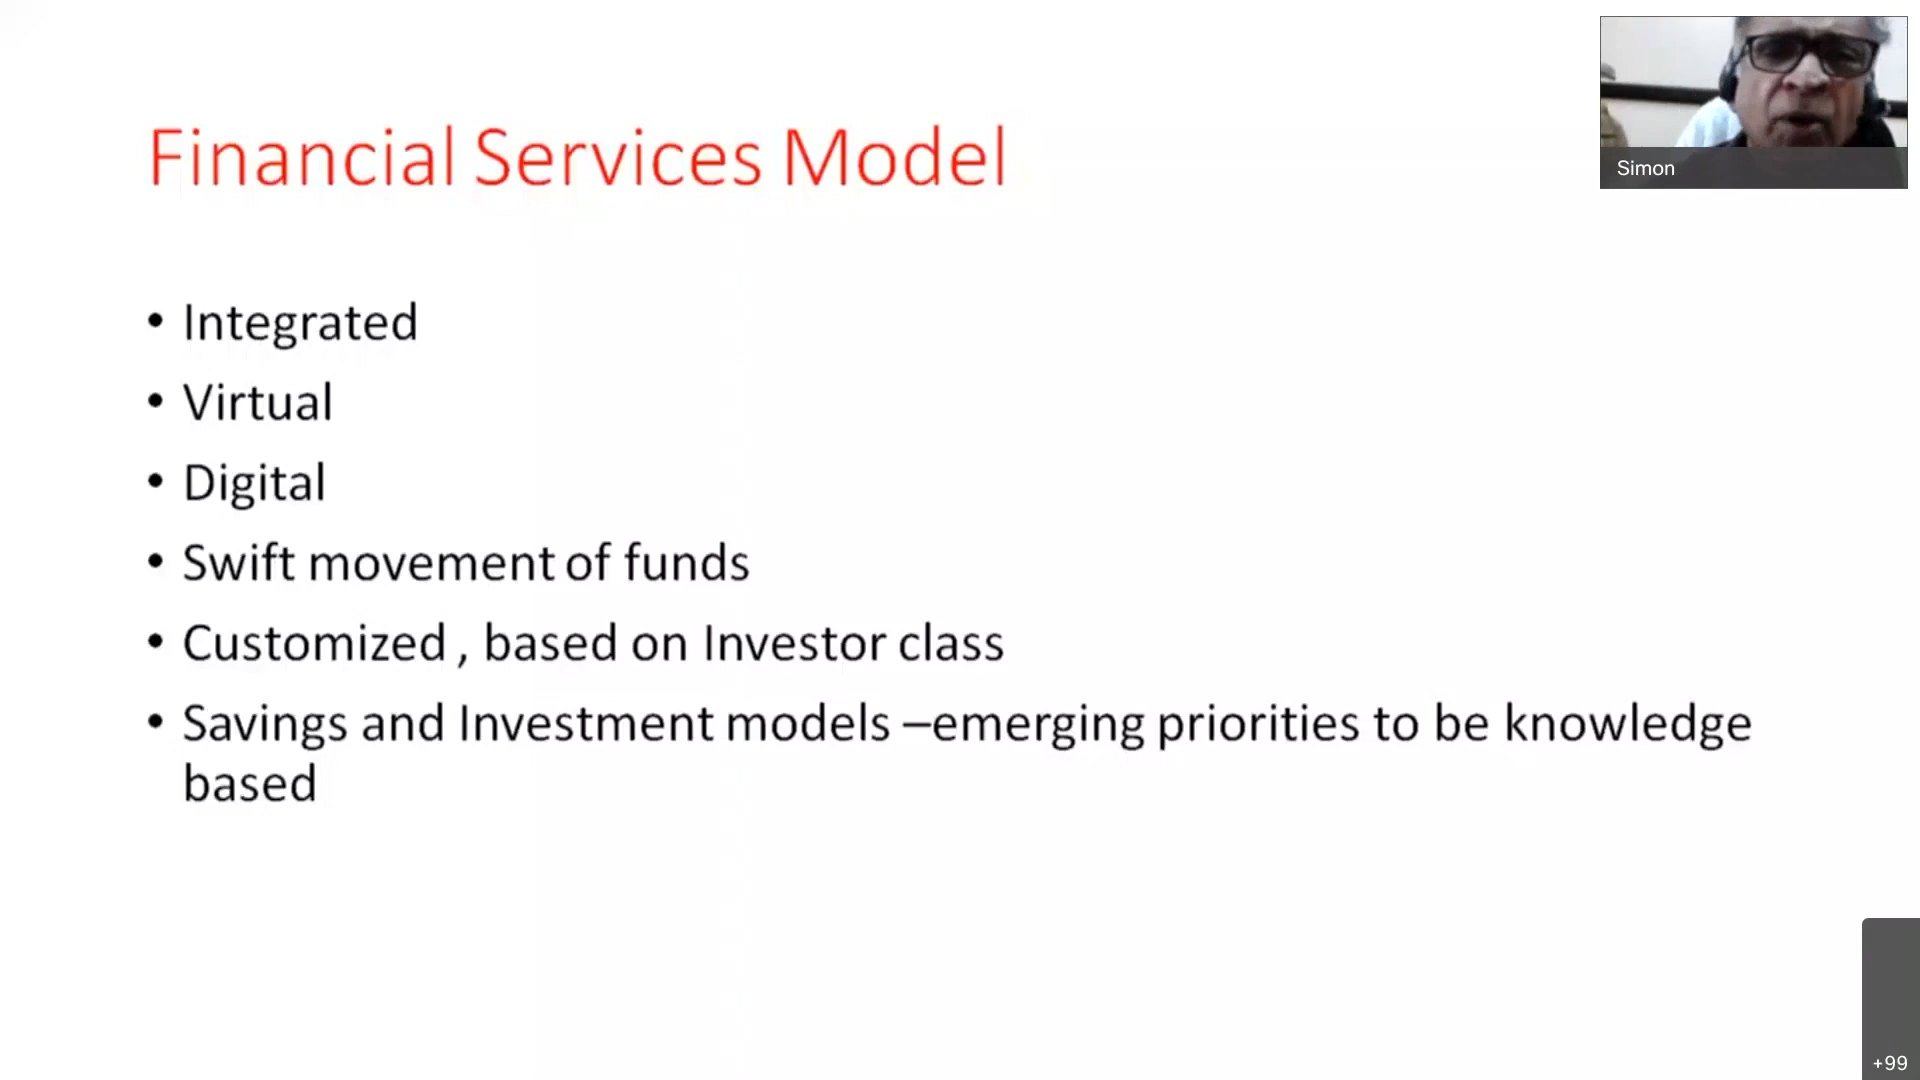 Financial Services Model
• Integrated
• Virtual
• Digital
• Swift movement of funds
• Customized , based on Investor class
• Savings and Investment models –emerging priorities to be knowledge
based
Simon
+99